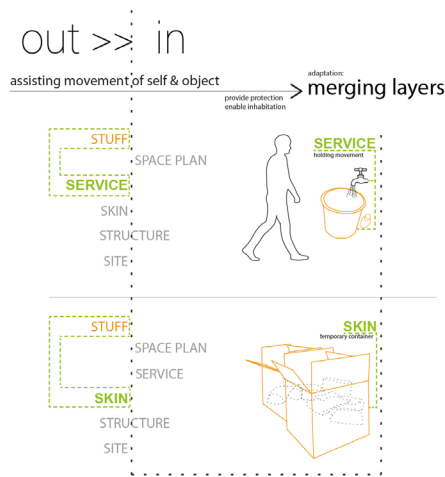 out >> in
assisting movement of self & object
adaptation:
merging layers
provide protection
enable inhabitation
STUFF
SPACE PLAN
SERVICE
SKIN
STRUCTURE
SITE
SERVICE
holding movement
STUFF
SPACE PLAN
SERVICE
SKIN
STRUCTURE
SITE
SKIN
temporary container